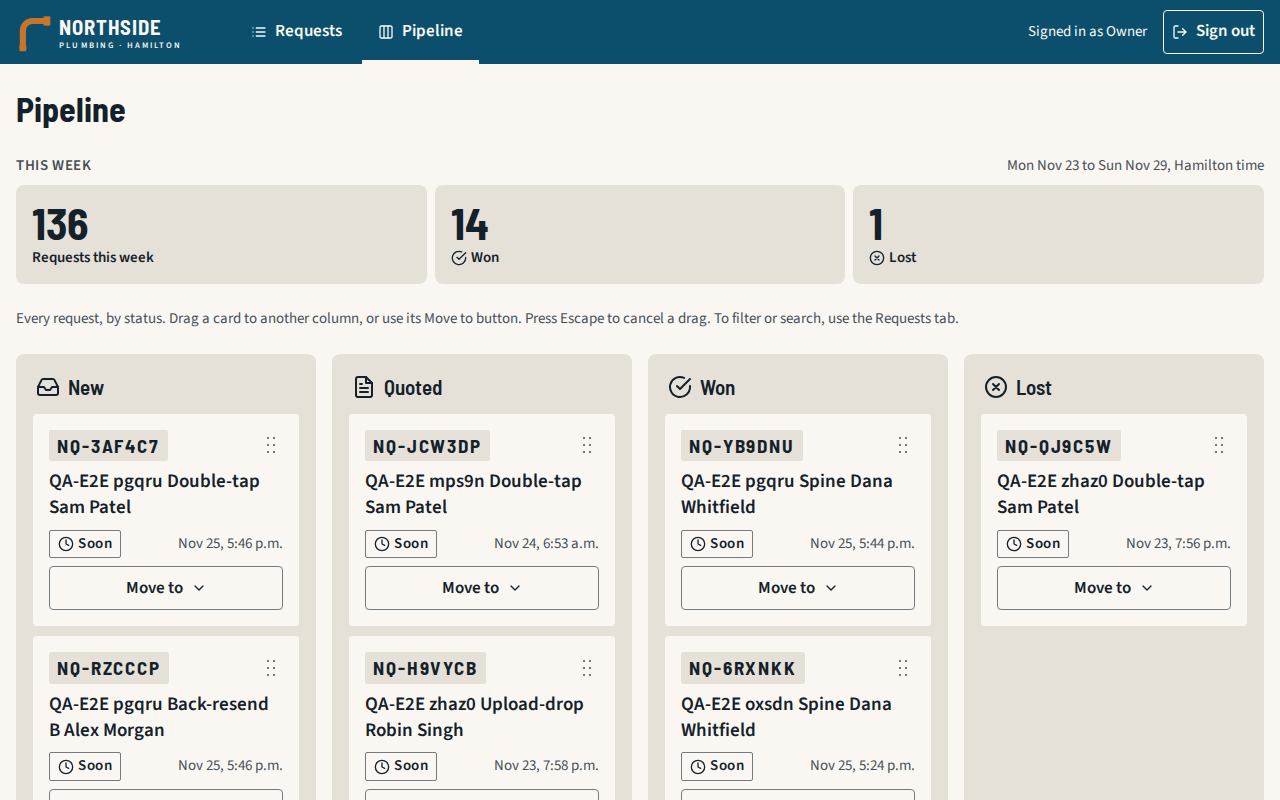 NORTHSIDE
PLUMBING · HAMILTON
Requests
Pipeline
Signed in as Owner
Sign out
Pipeline
THIS WEEK
Mon Nov 23 to Sun Nov 29, Hamilton time
136
Requests this week
14
Won
1
Lost
Every request, by status. Drag a card to another column, or use its Move to button. Press Escape to cancel a drag. To filter or search, use the Requests tab.
New
NQ-3AF4C7
QA-E2E pgqru Double-tap
Sam Patel
Soon
Nov 25, 5:46 p.m.
Move to
NQ-RZCCCP
QA-E2E pgqru Back-resend
B Alex Morgan
Soon
Nov 25, 5:46 p.m.
Quoted
NQ-JCW3DP
QA-E2E mps9n Double-tap
Sam Patel
Soon
Nov 24, 6:53 a.m.
Move to
NQ-H9VYCB
QA-E2E zhaz0 Upload-drop
Robin Singh
Soon
Nov 23, 7:58 p.m.
Won
NQ-YB9DNU
QA-E2E pgqru Spine Dana
Whitfield
Soon
Nov 25, 5:44 p.m.
Move to
NQ-6RXNKK
QA-E2E oxsdn Spine Dana
Whitfield
Soon
Nov 25, 5:24 p.m.
Lost
NQ-QJ9C5W
QA-E2E zhaz0 Double-tap
Sam Patel
Soon
Nov 23, 7:56 p.m.
Move to